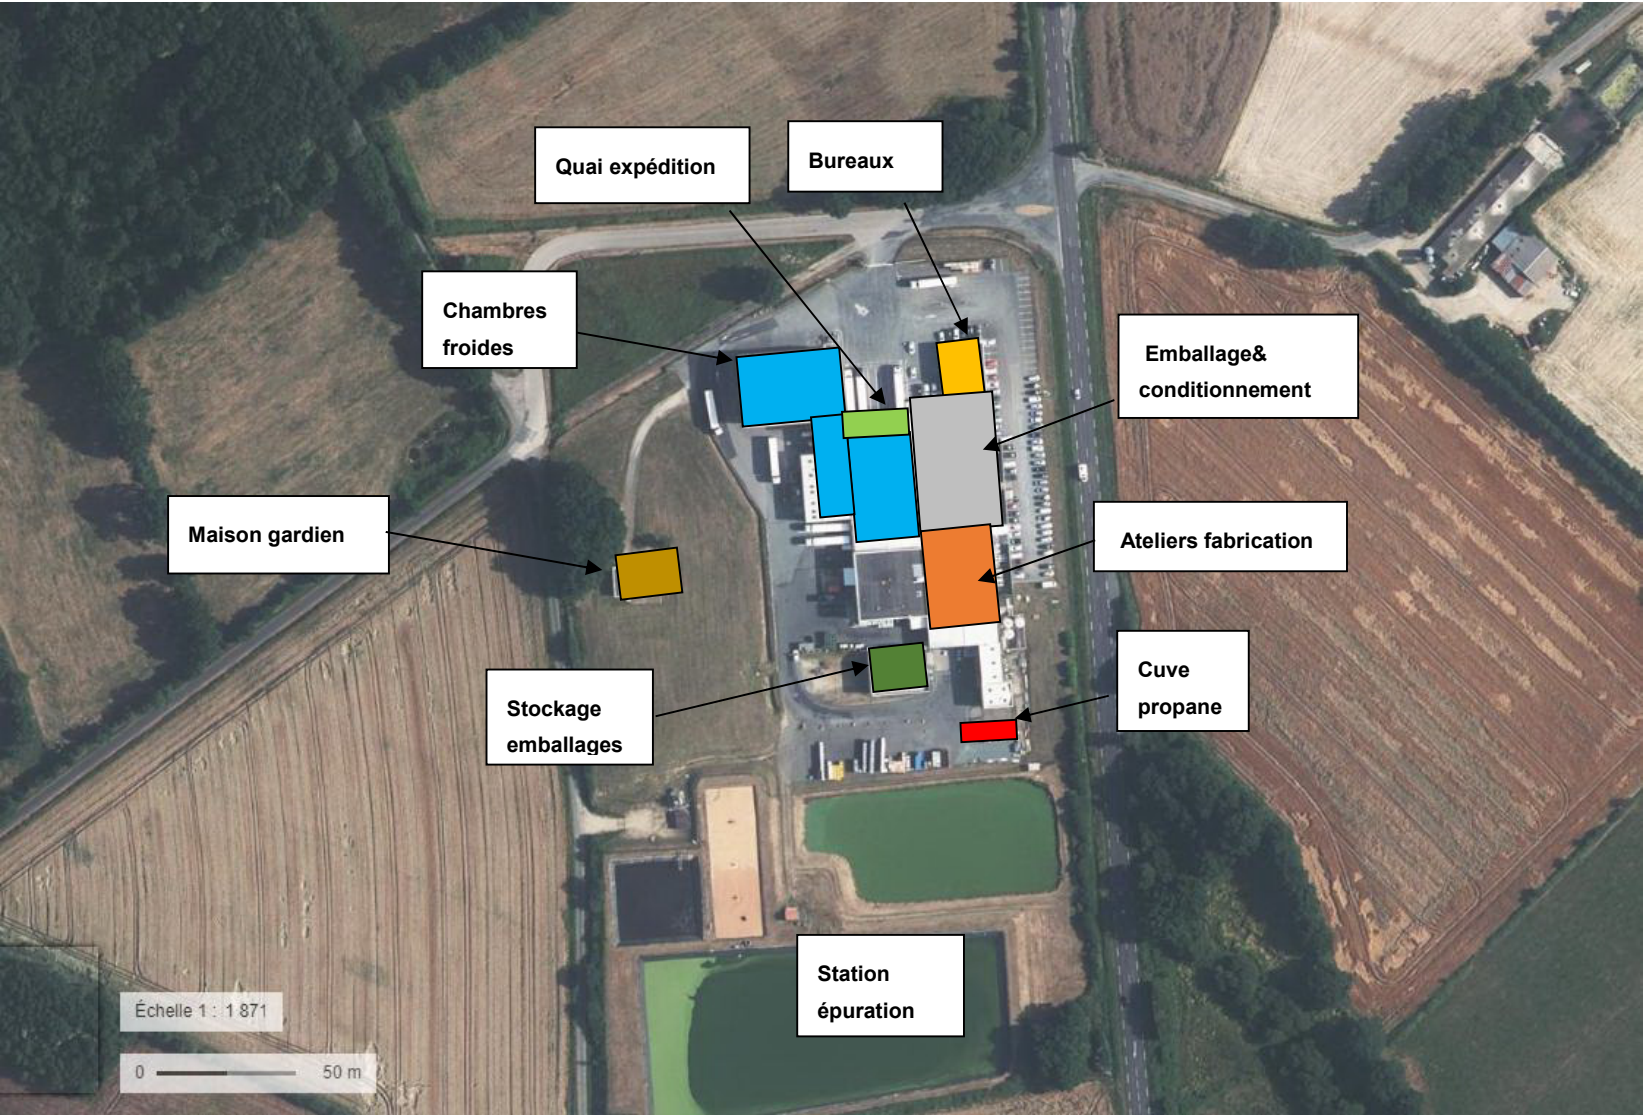 Quai expédition
Bureaux
Chambres
froides
Emballage&
conditionnement
Maison gardien
Ateliers fabrication
Stockage
emballages
Cuve
propane
Station
épuration
Échelle 1 : 1 871
0 50 m